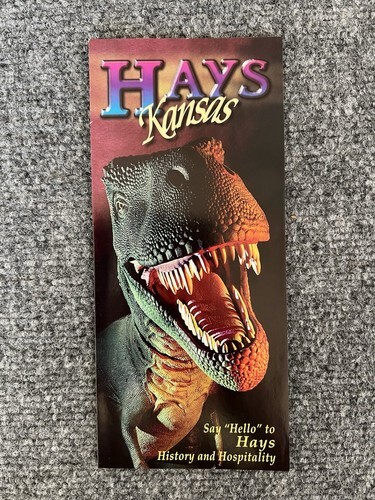 HAYS
Kansas
Say "Hello" to
Hays
History and Hospitality